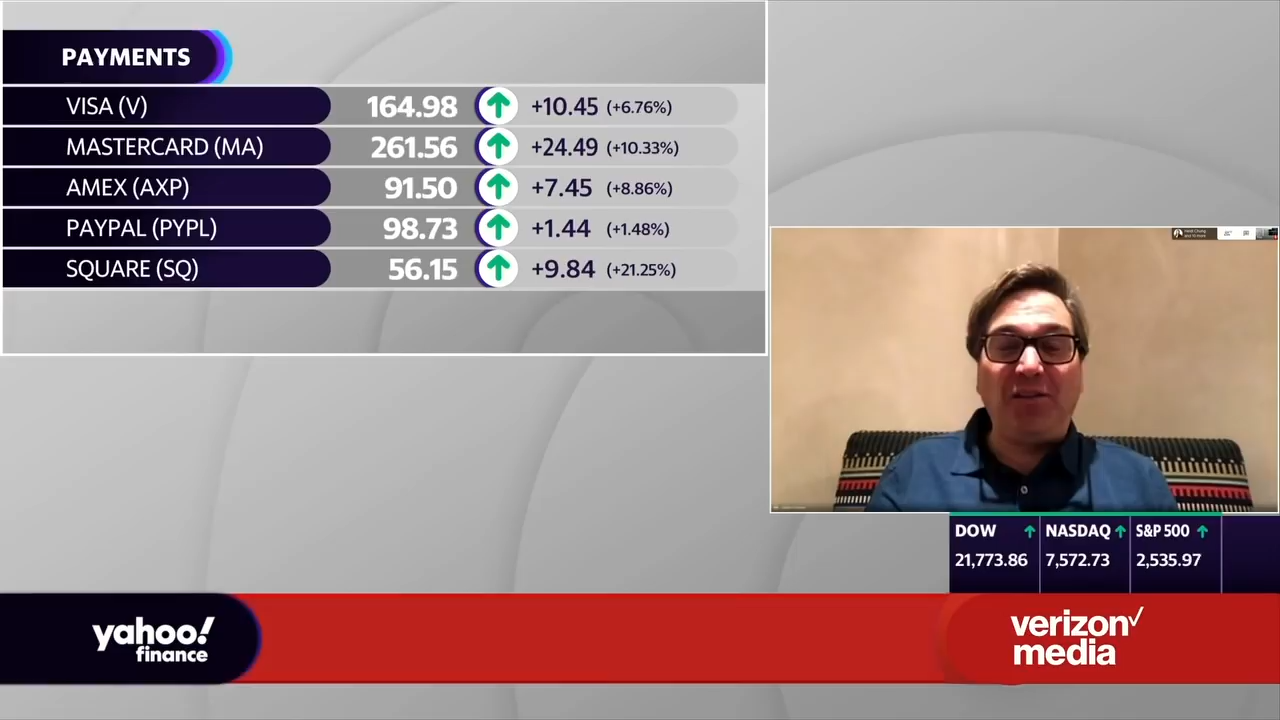 PAYMENTS
VISA (V) 164.98 +10.45 (+6.76%)
MASTERCARD (MA) 261.56 +24.49 (+10.33%)
AMEX (AXP) 91.50 +7.45 (+8.86%)
PAYPAL (PYPL) 98.73 +1.44 (+1.48%)
SQUARE (SQ) 56.15 +9.84 (+21.25%)
DOW NASDAQ S&P 500
21,773.86 7,572.73 2,535.97
yahoo!
finance
verizon
media